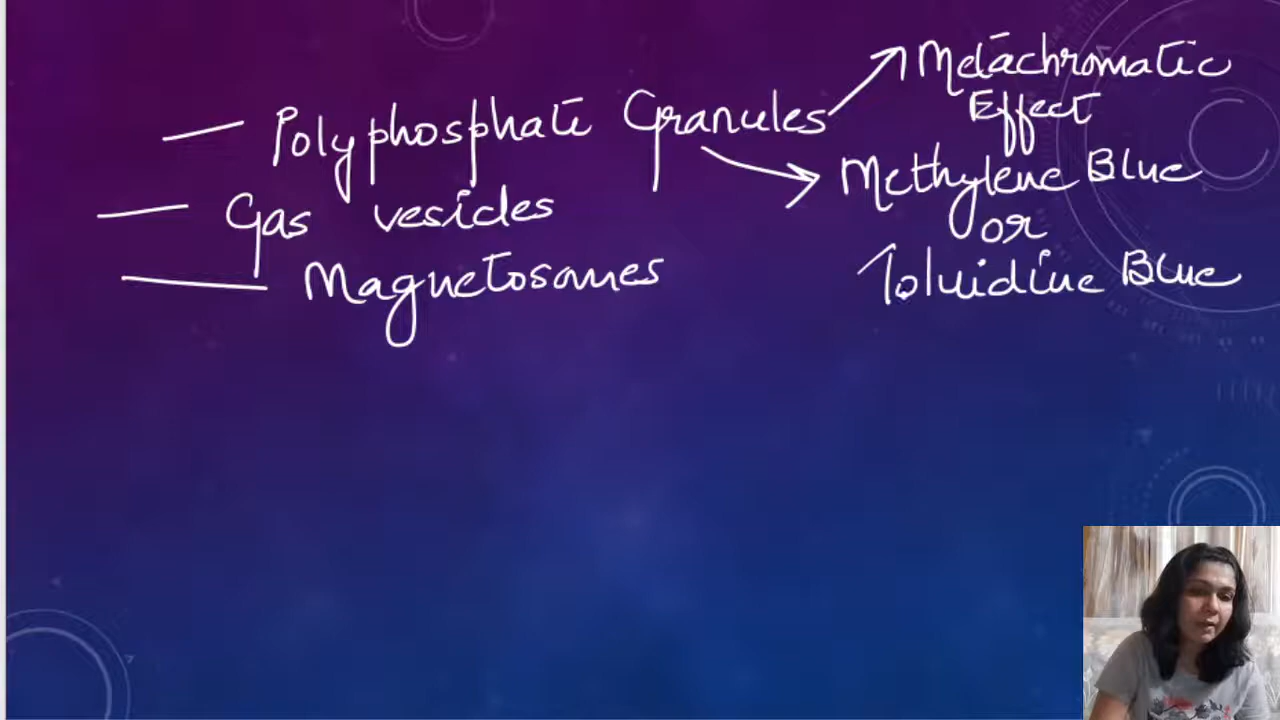 Metachromatic
Effect
— Polyphosphate Granules
Methylene Blue
or
Toluidine Blue
— Gas vesicles
— Magnetosomes